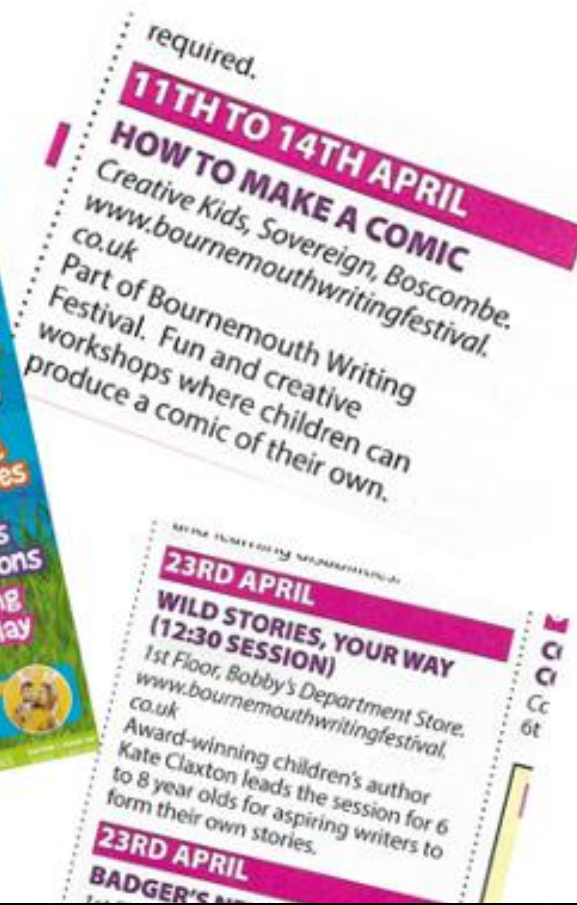 required.
11TH TO 14TH APRIL
HOW TO MAKE A COMIC
Creative Kids, Sovereign, Boscombe.
www.bournemouthwritingfestival.
co.uk
Part of Bournemouth Writing
Festival. Fun and creative
workshops where children can
produce a comic of their own.
and learning disabilities.
23RD APRIL
WILD STORIES, YOUR WAY
(12:30 SESSION)
1st Floor, Bobby's Department Store.
www.bournemouthwritingfestival.
co.uk
Award-winning children's author
Kate Claxton leads the session for 6
to 8 year olds for aspiring writers to
form their own stories.
23RD APRIL
BADGER'S